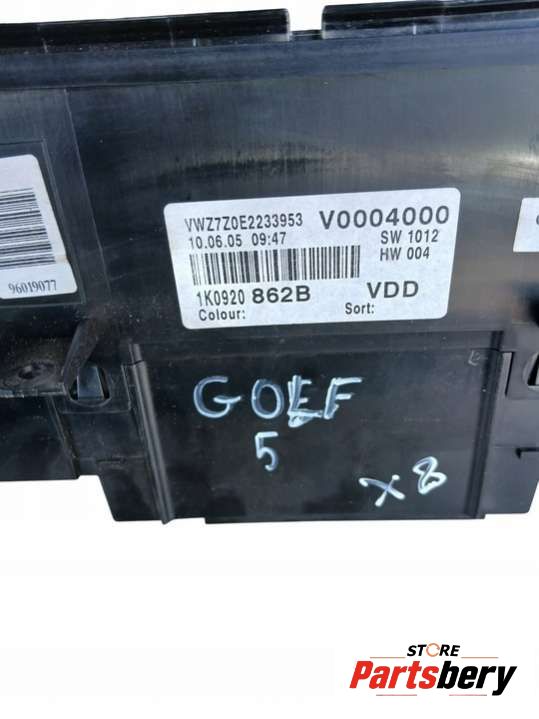 VWZ7Z0E2233953 V0004000
10.06.05 09:47 SW 1012
HW 004
1K0920 862B VDD
Colour: Sort:
96019077
GOLF
5
x8
STORE
Partsbery